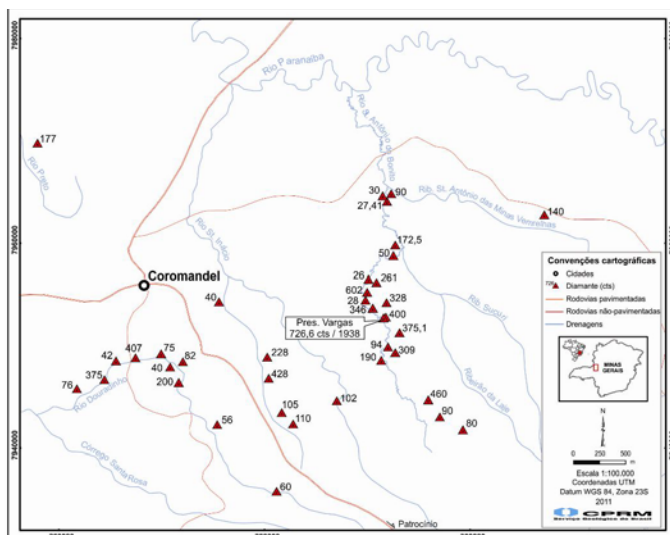 7980000
7980000
Rio Paranaíba
Rio S. Antônio do Bonito
177
Rio Preto
30
90
27,41
Rib. St. Antônio das Minas Vermelhas
140
Rio St. Inácio
172,5
50
7960000
Coromandel
26
261
602
28
328
40
346
400
Rib. Sucuri
Pres. Vargas
726,6 cts / 1938
375,1
94
309
190
42
407
75
82
228
40
375
200
428
76
Rio Douradinho
Ribeirão da Laje
102
460
105
90
110
56
80
7940000
Corrego Santa Rosa
60
Patrocínio
Convenções cartográficas
Cidades
Diamante (cts)
Rodovias pavimentadas
Rodovias não-pavimentadas
Drenagens
MINAS
GERAIS
N
0 250 500
m
Escala 1:100.000
Coordenadas UTM
Datum WGS 84, Zona 23S
2011
CPRM
Serviço Geológico do Brasil